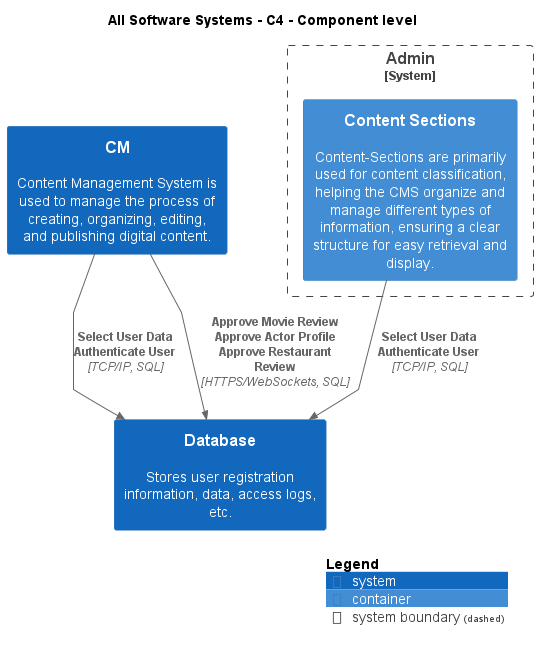 All Software Systems - C4 - Component level
Admin
[System]
CM
Content Management System is
used to manage the process of
creating, organizing, editing,
and publishing digital content.
Content Sections
Content-Sections are primarily
used for content classification,
helping the CMS organize and
manage different types of
information, ensuring a clear
structure for easy retrieval and
display.
Select User Data
Authenticate User
[TCP/IP, SQL]
Approve Movie Review
Approve Actor Profile
Approve Restaurant
Review
[HTTPS/WebSockets, SQL]
Select User Data
Authenticate User
[TCP/IP, SQL]
Database
Stores user registration
information, data, access logs,
etc.
Legend
system
container
system boundary (dashed)